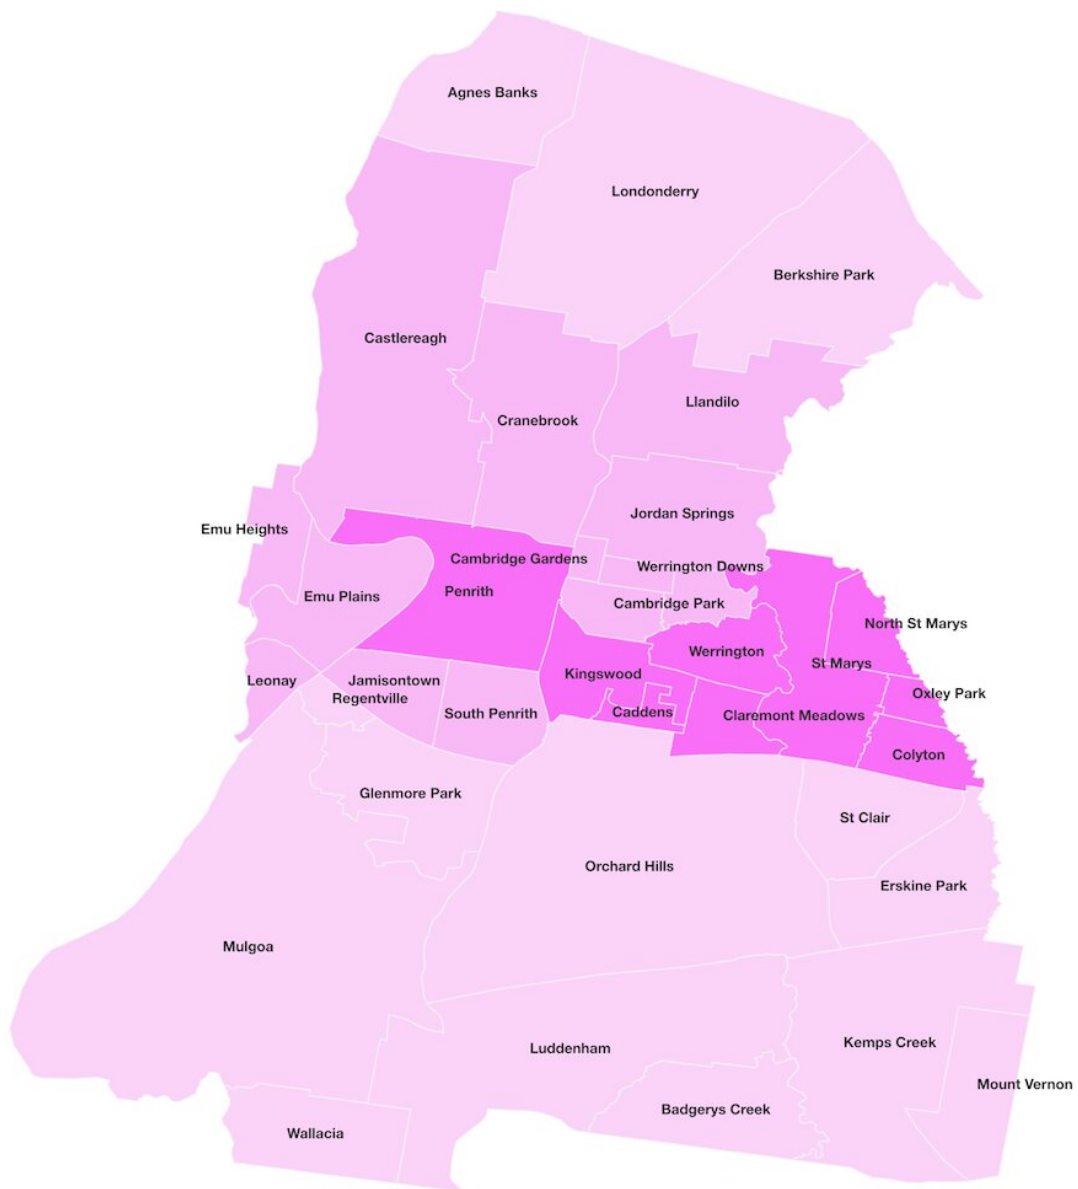 Agnes Banks
Londonderry
Berkshire Park
Castlereagh
Llandilo
Cranebrook
Jordan Springs
Emu Heights
Cambridge Gardens
Werrington Downs
Penrith
Emu Plains
Cambridge Park
North St Marys
Werrington
St Marys
Kingswood
Leonay
Jamisontown
Oxley Park
Regentville
South Penrith
Caddens
Claremont Meadows
Colyton
Glenmore Park
St Clair
Orchard Hills
Erskine Park
Mulgoa
Kemps Creek
Luddenham
Mount Vernon
Badgerys Creek
Wallacia